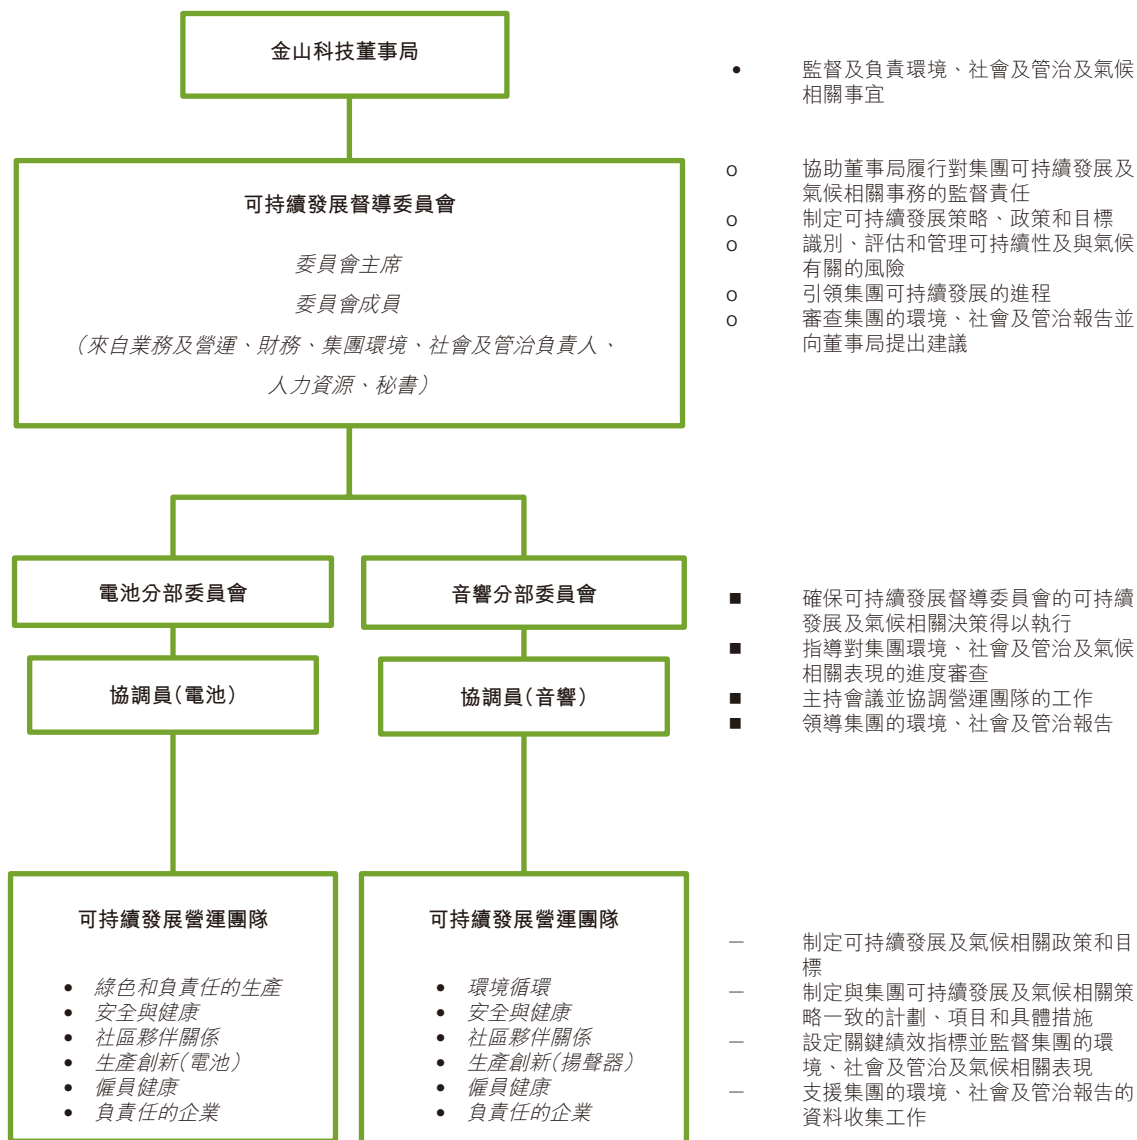 金山科技董事局
• 監督及負責環境、社會及管治及氣候
相關事宜
可持續發展督導委員會
委員會主席
委員會成員
（來自業務及營運、財務、集團環境、社會及管治負責人、
人力資源、秘書）
o 協助董事局履行對集團可持續發展及
氣候相關事務的監督責任
o 制定可持續發展策略、政策和目標
o 識別、評估和管理可持續性及與氣候
有關的風險
o 引領集團可持續發展的進程
o 審查集團的環境、社會及管治報告並
向董事局提出建議
電池分部委員會
音響分部委員會
協調員(電池)
協調員(音響)
■ 確保可持續發展督導委員會的可持續
發展及氣候相關決策得以執行
■ 指導對集團環境、社會及管治及氣候
相關表現的進度審查
■ 主持會議並協調營運團隊的工作
■ 領導集團的環境、社會及管治報告
可持續發展營運團隊
• 綠色和負責任的生產
• 安全與健康
• 社區夥伴關係
• 生產創新(電池)
• 僱員健康
• 負責任的企業
可持續發展營運團隊
• 環境循環
• 安全與健康
• 社區夥伴關係
• 生產創新(揚聲器)
• 僱員健康
• 負責任的企業
— 制定可持續發展及氣候相關政策和目
標
— 制定與集團可持續發展及氣候相關策
略一致的計劃、項目和具體措施
— 設定關鍵績效指標並監督集團的環
境、社會及管治及氣候相關表現
— 支援集團的環境、社會及管治報告的
資料收集工作